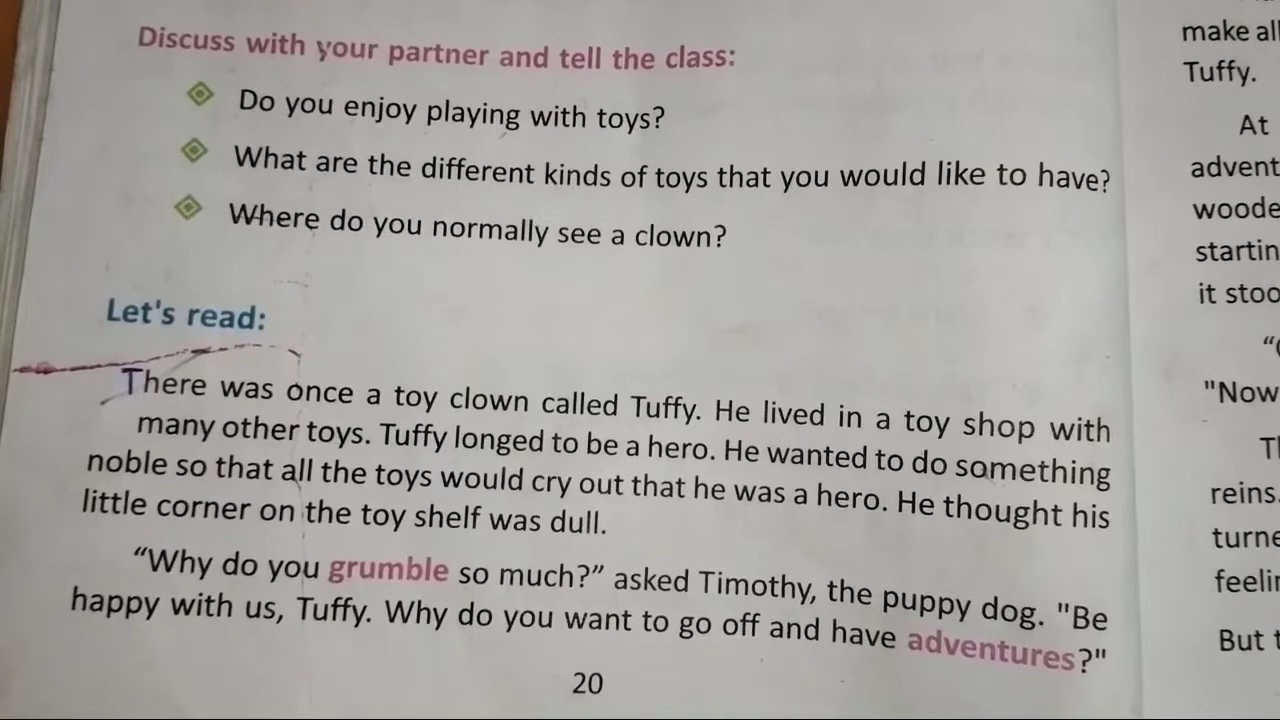 Discuss with your partner and tell the class:
Do you enjoy playing with toys?
What are the different kinds of toys that you would like to have?
Where do you normally see a clown?
Let's read:
There was once a toy clown called Tuffy. He lived in a toy shop with
many other toys. Tuffy longed to be a hero. He wanted to do something
noble so that all the toys would cry out that he was a hero. He thought his
little corner on the toy shelf was dull.
“Why do you grumble so much?” asked Timothy, the puppy dog. "Be
happy with us, Tuffy. Why do you want to go off and have adventures?"
20
make all
Tuffy.
At
it
"Now
reins.
But